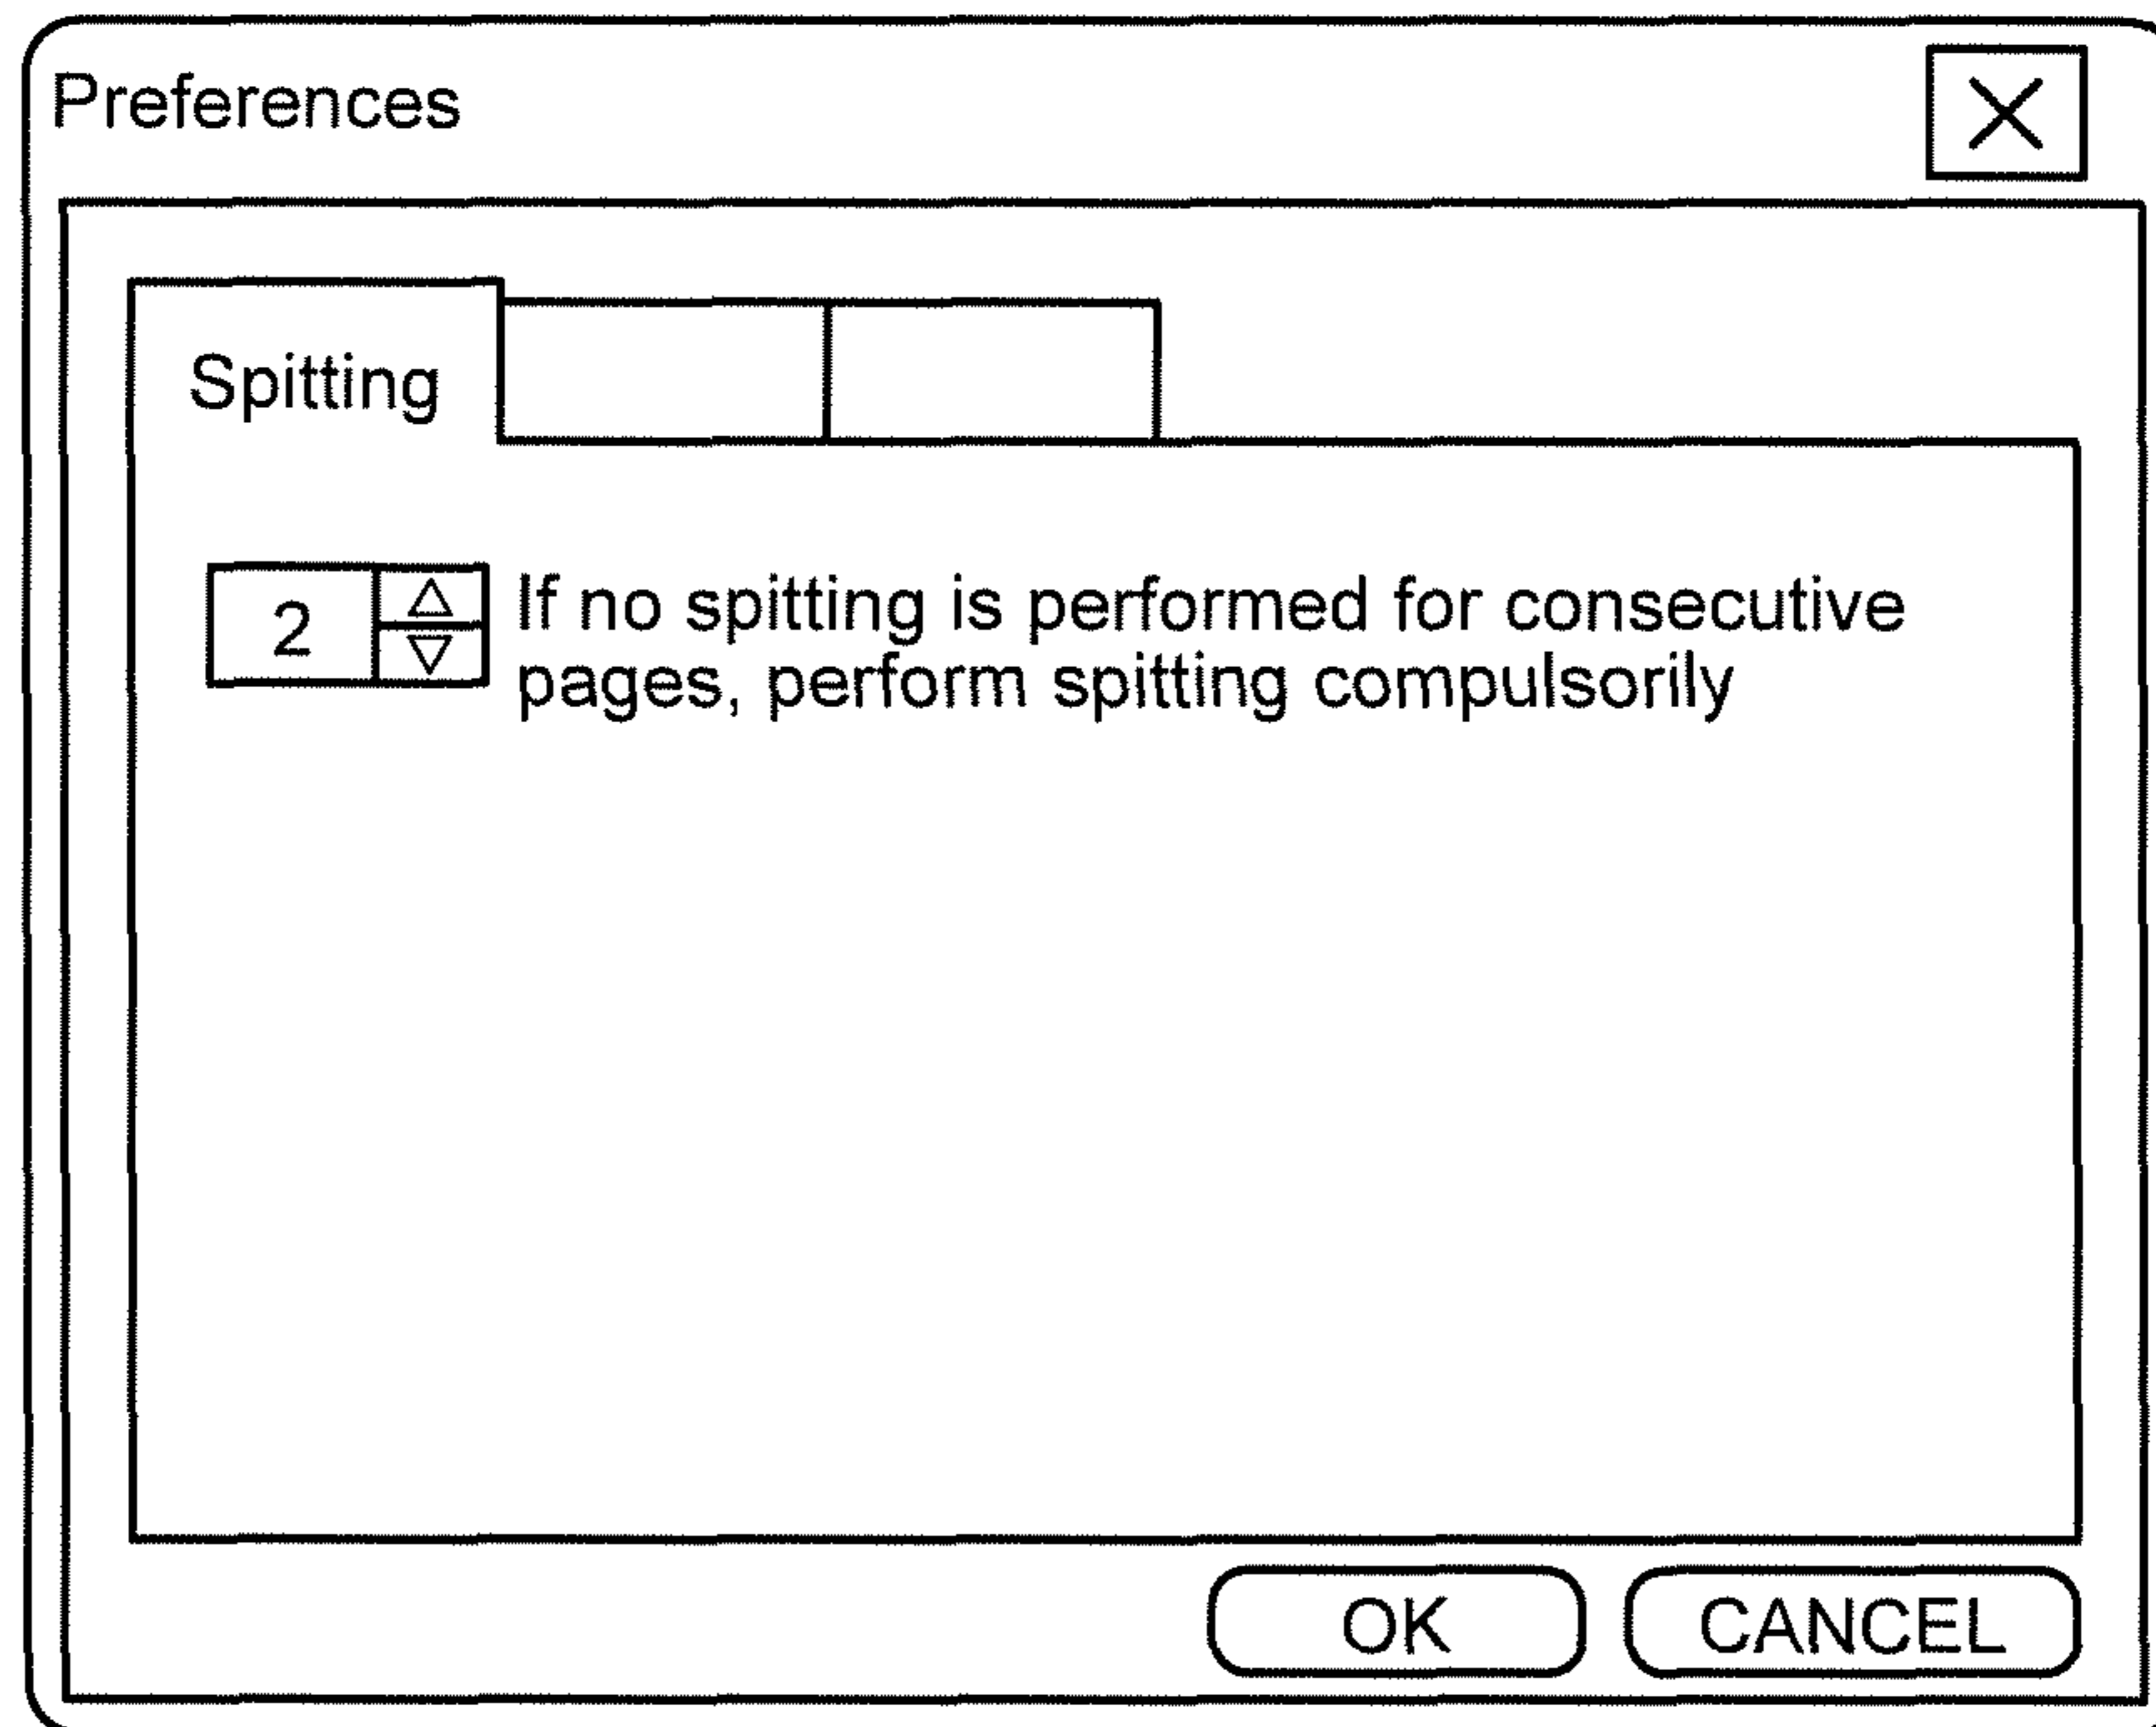 Preferences
Spitting
2
If no spitting is performed for consecutive
pages, perform spitting compulsorily
OK
CANCEL